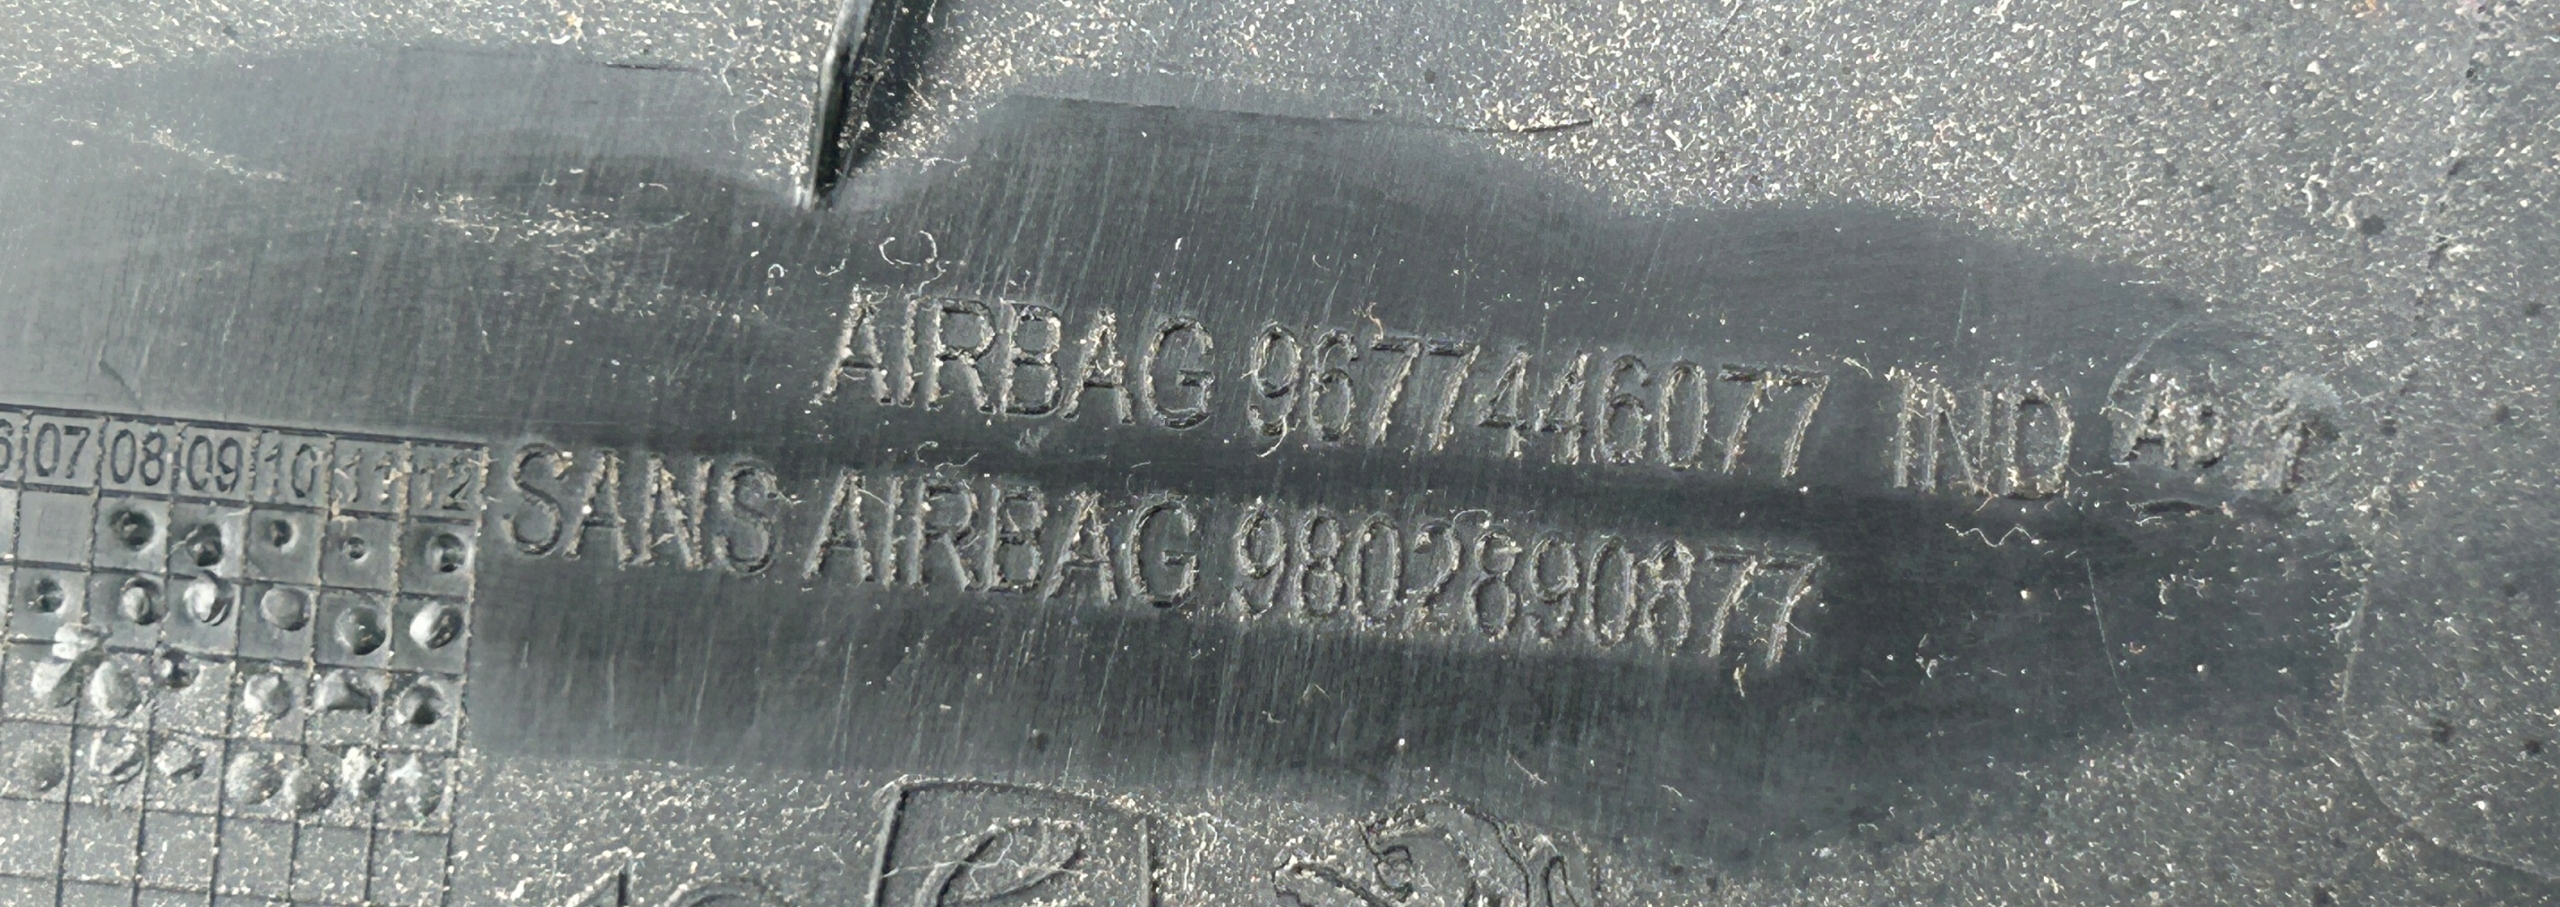 AIRBAG 9677446077 IND
SANS AIRBAG 9802890877
07 08 09 10 11 12